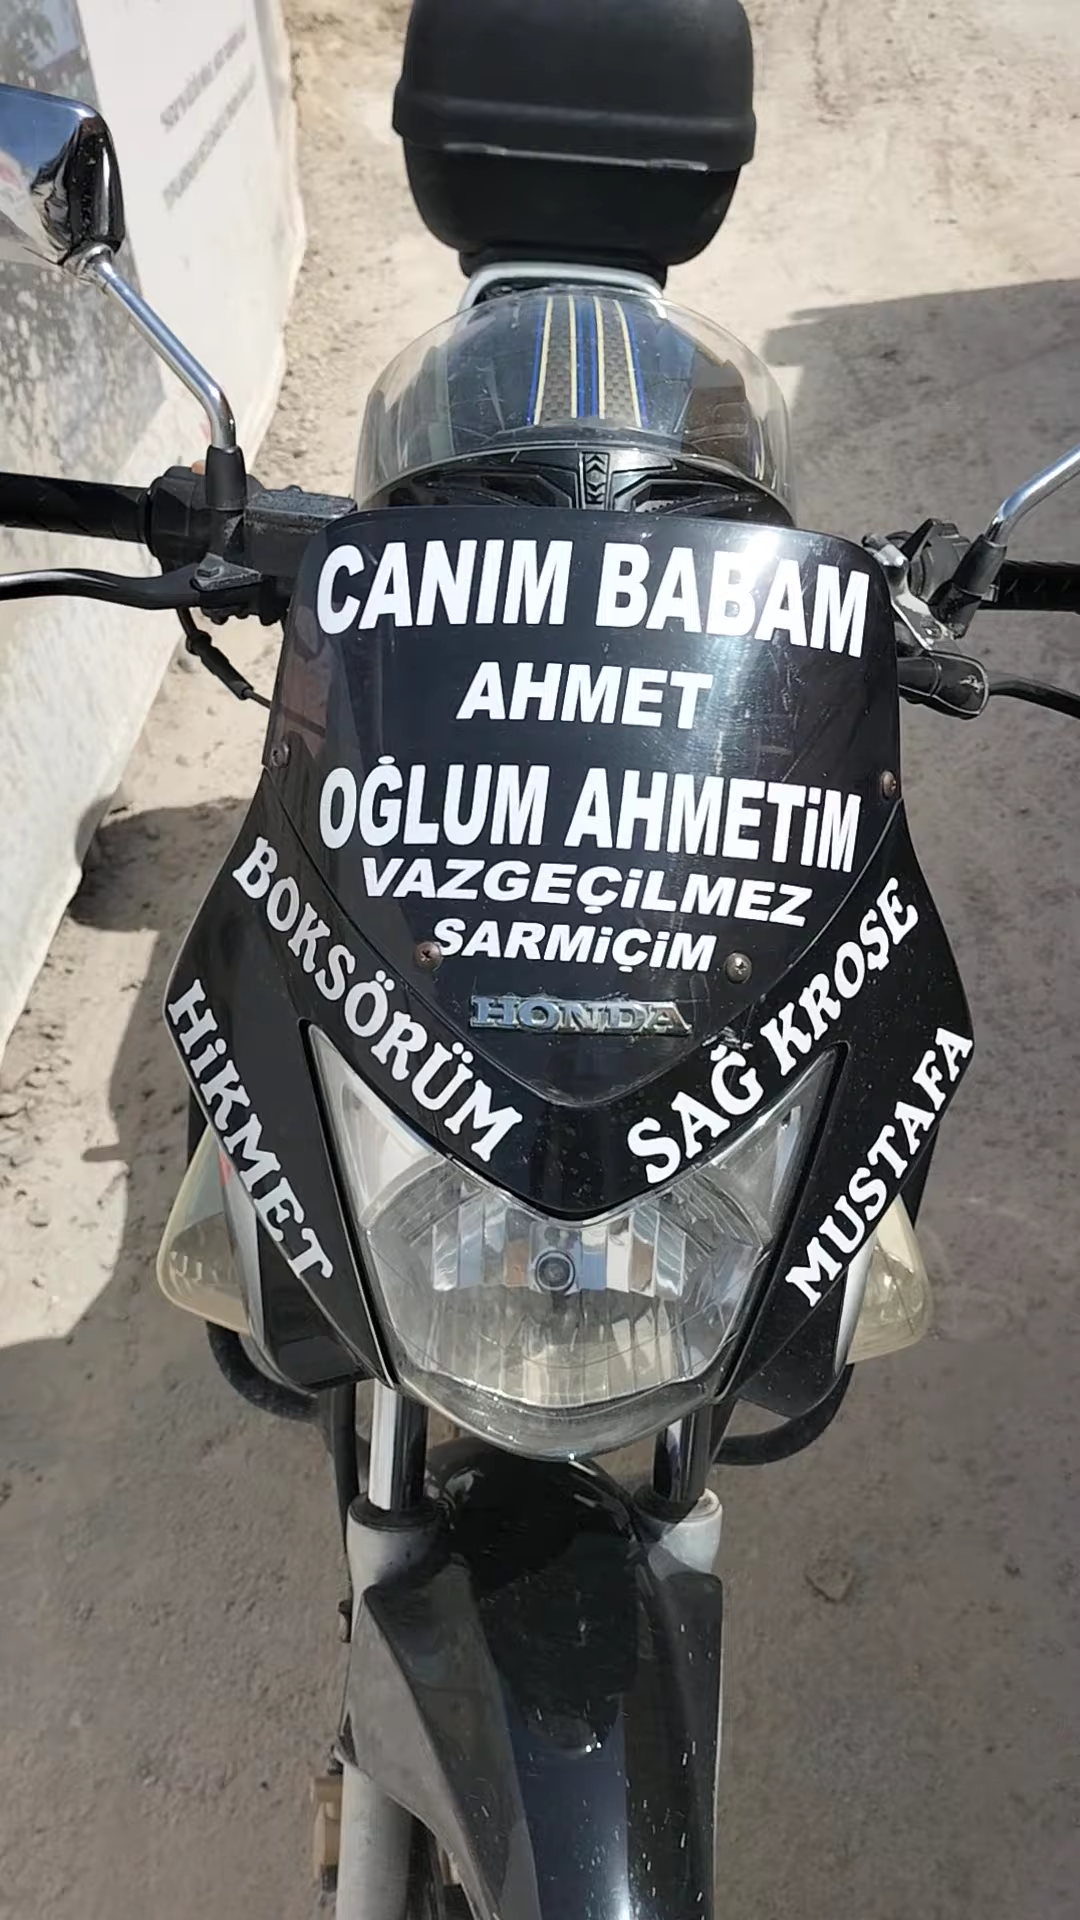 CANIM BABAM
AHMET
OĞLUM AHMETiM
VAZGEÇiLMEZ
SARMiÇiM
HONDA
BOKSÖRÜM
SAĞ KROŞE
HiKMET
MUSTAFA